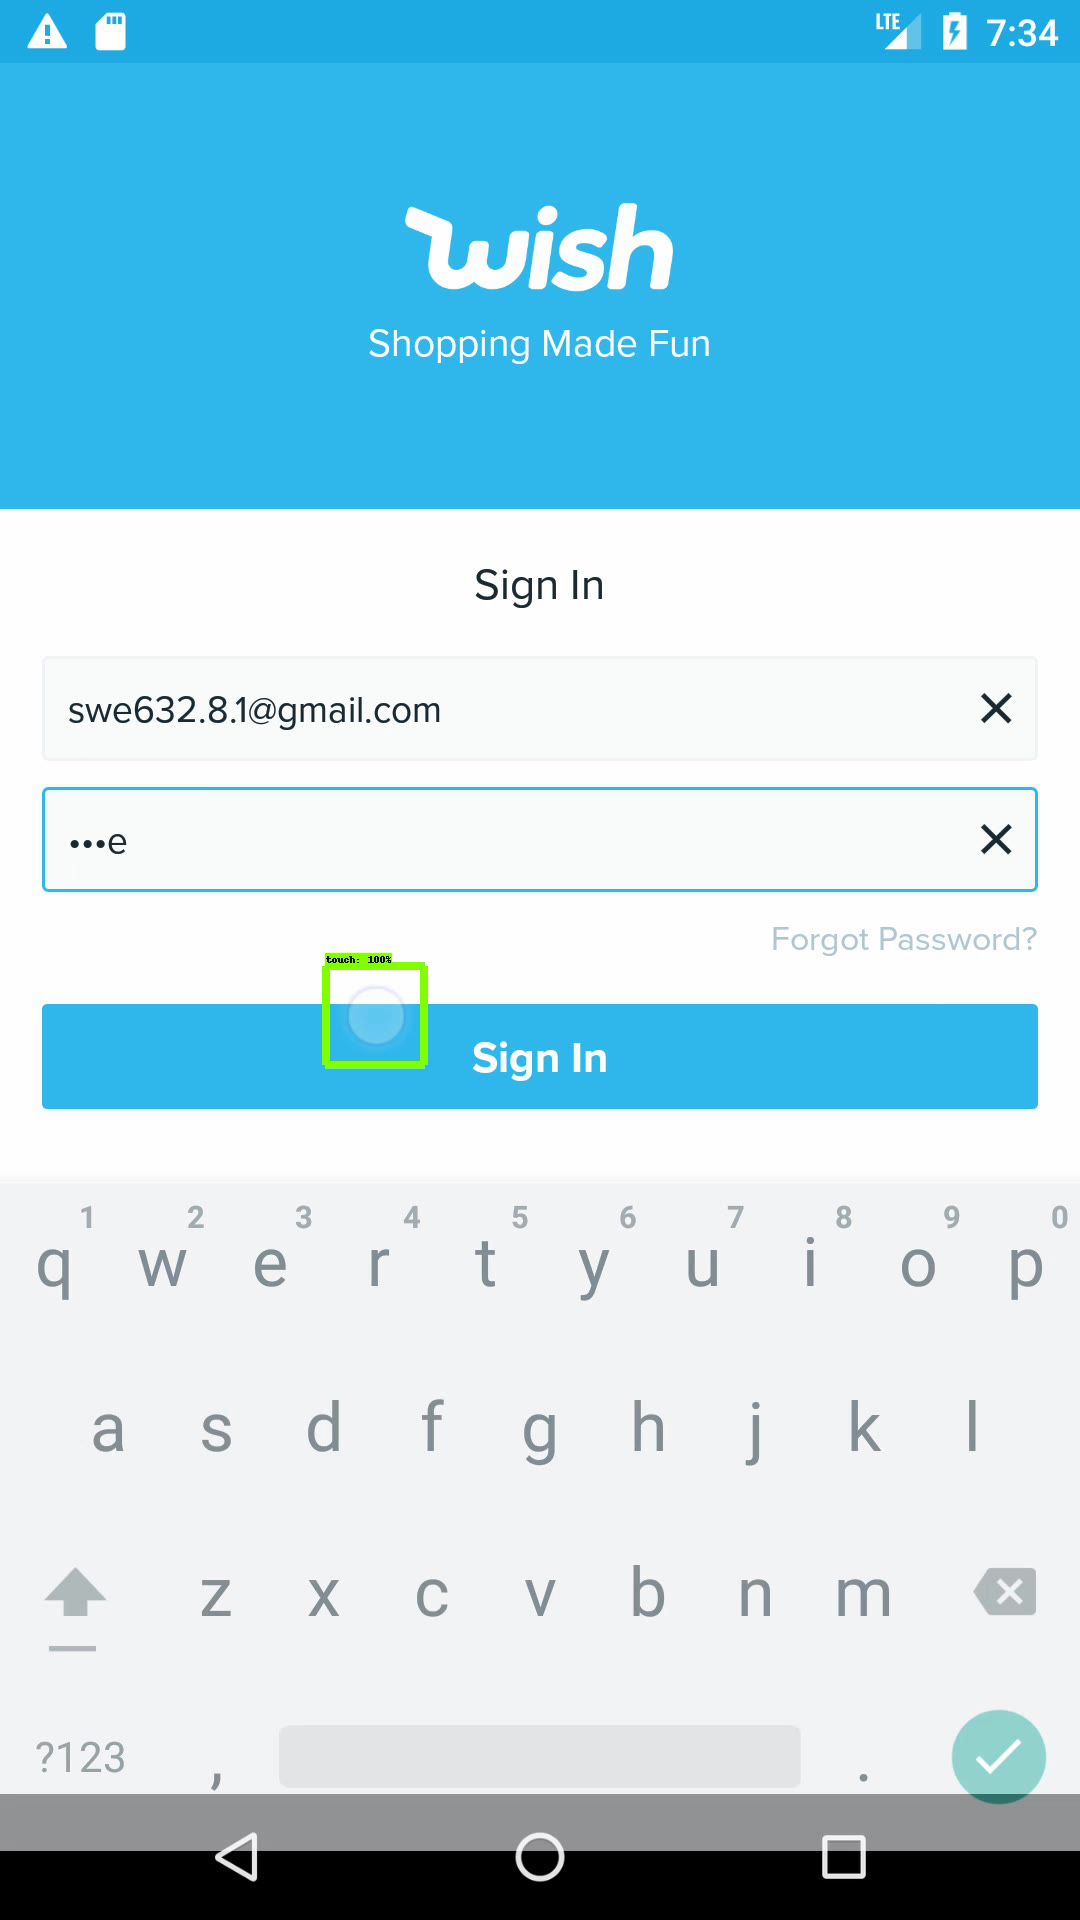 LTE 7:34
wish
Shopping Made Fun
Sign In
swe632.8.1@gmail.com
•••e
Forgot Password?
touch: 100%
Sign In
1 2 3 4 5 6 7 8 9 0
q w e r t y u i o p
a s d f g h j k l
z x c v b n m
?123 , .